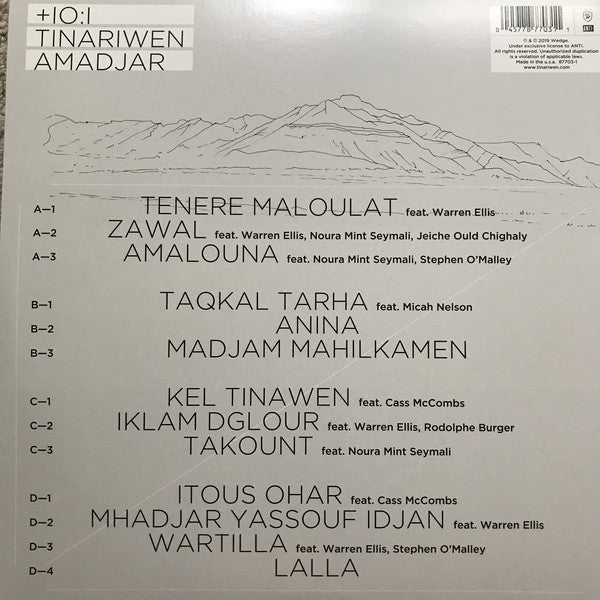 +IO:I
TINARIWEN
AMADJAR
0 45778 77031 1
ANTI
℗ & © 2019 Wedge.
Under exclusive license to ANTI.
All rights reserved. Unauthorized duplication
is a violation of applicable laws.
Made in the u.s.a. 87703-1
www.tinariwen.com
A—1 TENERE MALOULAT feat. Warren Ellis
A—2 ZAWAL feat. Warren Ellis, Noura Mint Seymali, Jeiche Ould Chighaly
A—3 AMALOUNA feat. Noura Mint Seymali, Stephen O'Malley
B—1 TAQKAL TARHA feat. Micah Nelson
B—2 ANINA
B—3 MADJAM MAHILKAMEN
C—1 KEL TINAWEN feat. Cass McCombs
C—2 IKLAM DGLOUR feat. Warren Ellis, Rodolphe Burger
C—3 TAKOUNT feat. Noura Mint Seymali
D—1 ITOUS OHAR feat. Cass McCombs
D—2 MHADJAR YASSOUF IDJAN feat. Warren Ellis
D—3 WARTILLA feat. Warren Ellis, Stephen O'Malley
D—4 LALLA